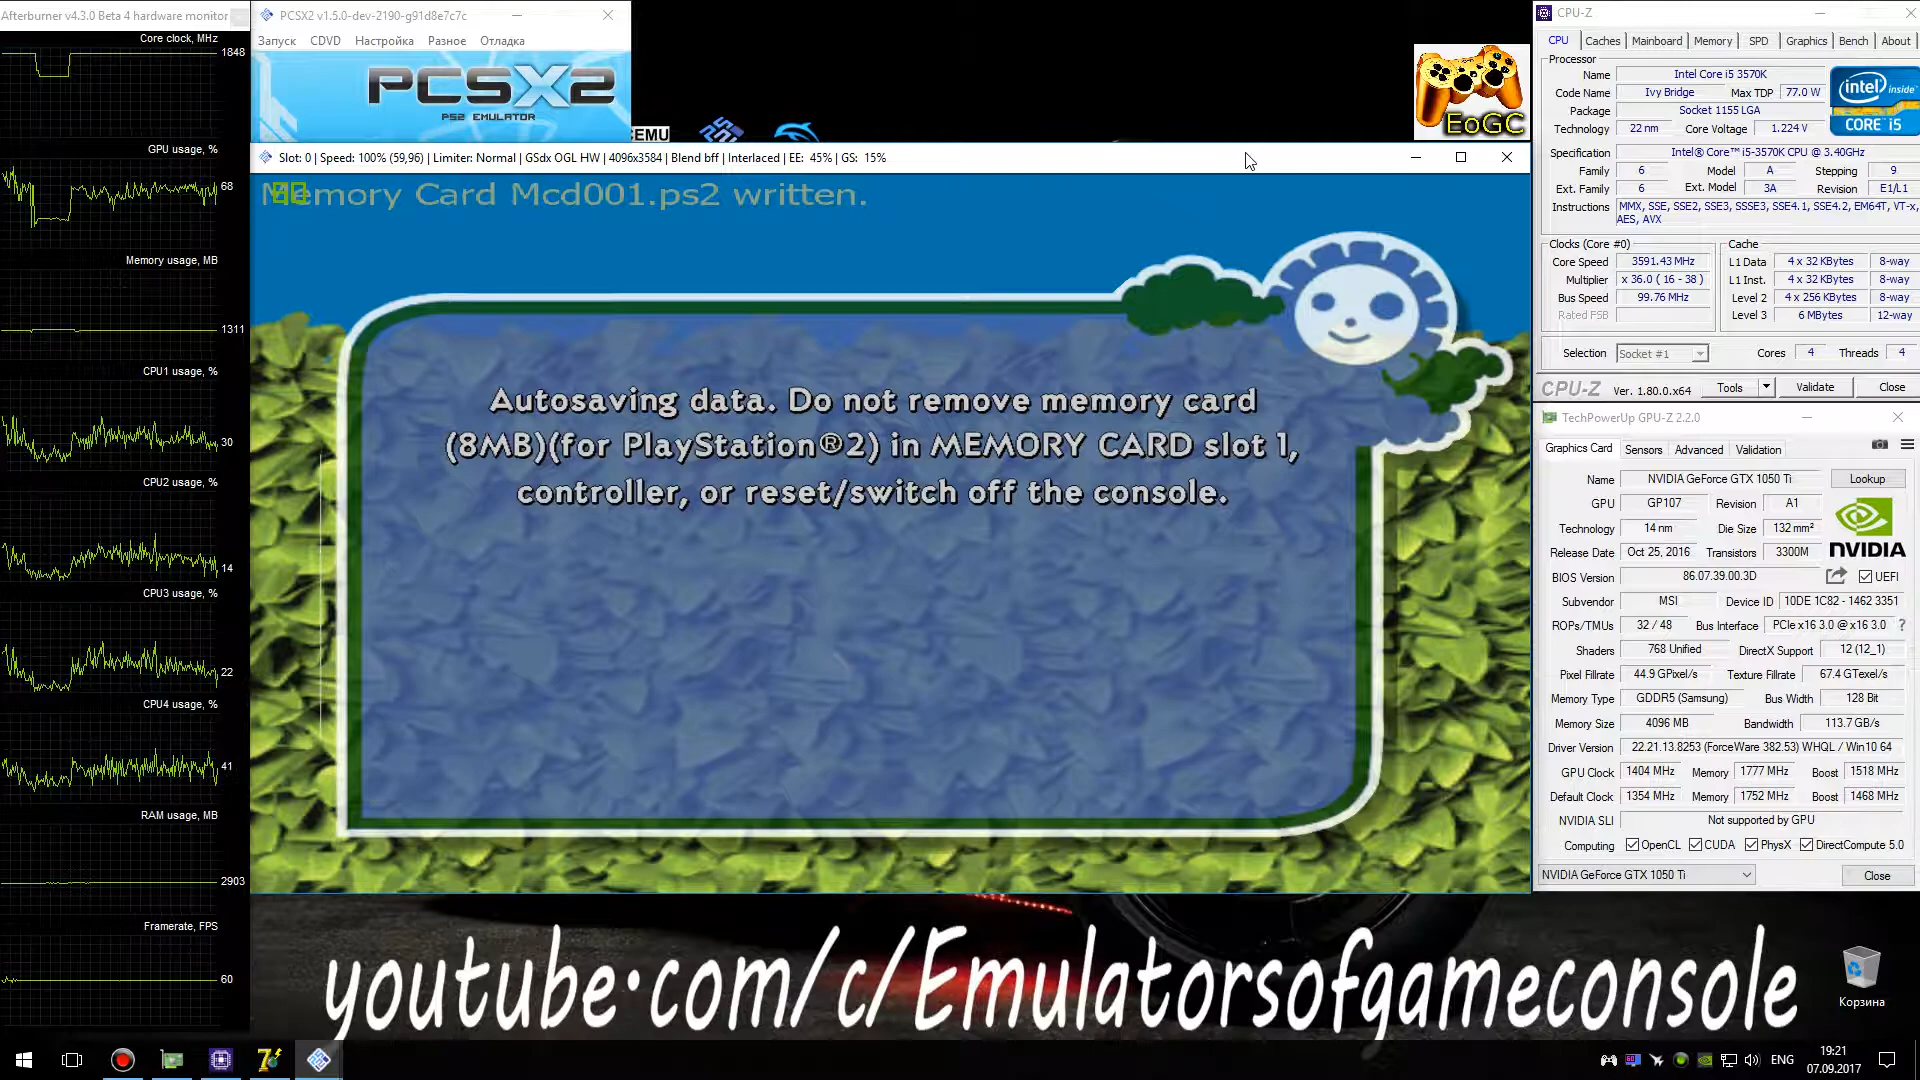 Afterburner v4.3.0 Beta 4 hardware monitor
Core clock, MHz
1848
GPU usage, %
68
Memory usage, MB
1311
CPU1 usage, %
30
CPU2 usage, %
14
CPU3 usage, %
22
CPU4 usage, %
41
RAM usage, MB
2903
Framerate, FPS
60
PCSX2 v1.5.0-dev-2190-g91d8e7c7c
Запуск CDVD Настройка Разное Отладка
PCSX2
PS2 EMULATOR
CEMU
EoGC
Slot: 0 | Speed: 100% (59,96) | Limiter: Normal | GSdx OGL HW | 4096x3584 | Blend bff | Interlaced | EE: 45% | GS: 15%
60
Memory Card Mcd001.ps2 written.
Autosaving data. Do not remove memory card
(8MB)(for PlayStation®2) in MEMORY CARD slot 1,
controller, or reset/switch off the console.
CPU-Z
CPU Caches Mainboard Memory SPD Graphics Bench About
Processor
Name Intel Core i5 3570K
Code Name Ivy Bridge Max TDP 77.0 W
Package Socket 1155 LGA
Technology 22 nm Core Voltage 1.224 V
intel inside
CORE i5
Specification Intel® Core™ i5-3570K CPU @ 3.40GHz
Family 6 Model A Stepping 9
Ext. Family 6 Ext. Model 3A Revision E1/L1
Instructions MMX, SSE, SSE2, SSE3, SSSE3, SSE4.1, SSE4.2, EM64T, VT-x,
AES, AVX
Clocks (Core #0) Cache
Core Speed 3591.43 MHz L1 Data 4 x 32 KBytes 8-way
Multiplier x 36.0 ( 16 - 38 ) L1 Inst. 4 x 32 KBytes 8-way
Bus Speed 99.76 MHz Level 2 4 x 256 KBytes 8-way
Rated FSB Level 3 6 MBytes 12-way
Selection Socket #1 Cores 4 Threads 4
CPU-Z Ver. 1.80.0.x64 Tools Validate Close
TechPowerUp GPU-Z 2.2.0
Graphics Card Sensors Advanced Validation
Name NVIDIA GeForce GTX 1050 Ti Lookup
GPU GP107 Revision A1
Technology 14 nm Die Size 132 mm²
Release Date Oct 25, 2016 Transistors 3300M
NVIDIA
BIOS Version 86.07.39.00.3D UEFI
Subvendor MSI Device ID 10DE 1C82 - 1462 3351
ROPs/TMUs 32 / 48 Bus Interface PCIe x16 3.0 @ x16 3.0 ?
Shaders 768 Unified DirectX Support 12 (12_1)
Pixel Fillrate 44.9 GPixel/s Texture Fillrate 67.4 GTexel/s
Memory Type GDDR5 (Samsung) Bus Width 128 Bit
Memory Size 4096 MB Bandwidth 113.7 GB/s
Driver Version 22.21.13.8253 (ForceWare 382.53) WHQL / Win10 64
GPU Clock 1404 MHz Memory 1777 MHz Boost 1518 MHz
Default Clock 1354 MHz Memory 1752 MHz Boost 1468 MHz
NVIDIA SLI Not supported by GPU
Computing OpenCL CUDA PhysX DirectCompute 5.0
NVIDIA GeForce GTX 1050 Ti Close
youtube.com/c/Emulatorsofgameconsole
Корзина
ENG
19:21
07.09.2017